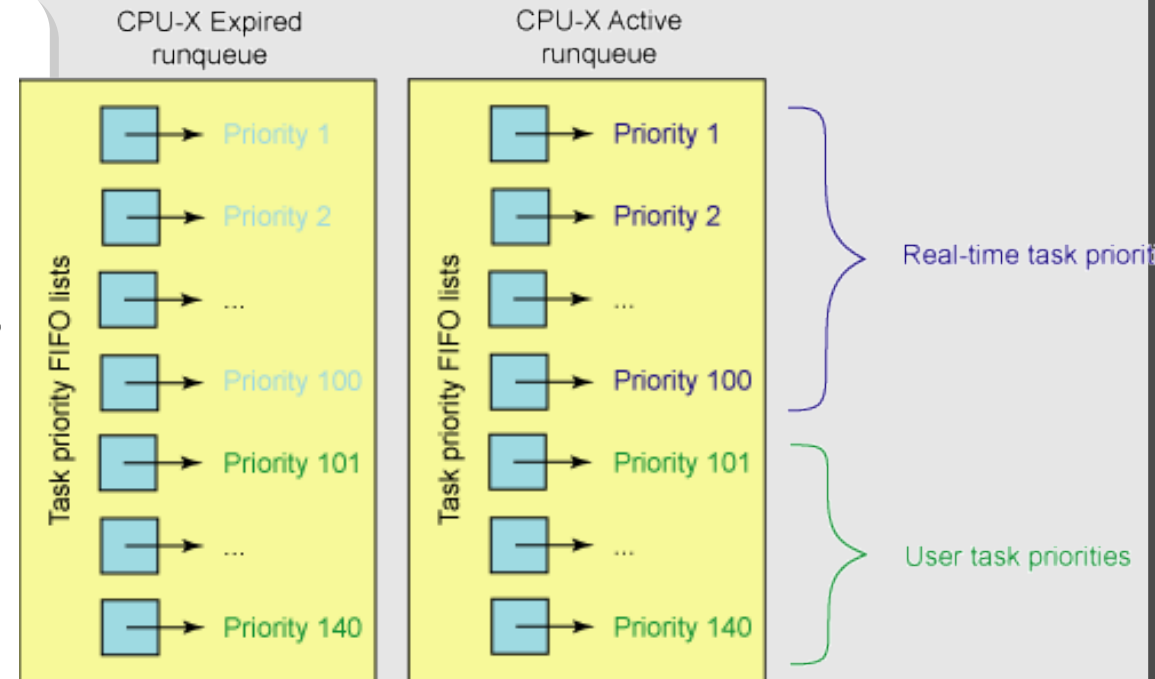 CPU-X Expired
runqueue
CPU-X Active
runqueue
Task priority FIFO lists
Priority 1
Priority 2
...
Priority 100
Priority 101
...
Priority 140
Task priority FIFO lists
Priority 1
Priority 2
...
Priority 100
Priority 101
...
Priority 140
Real-time task
User task priorities